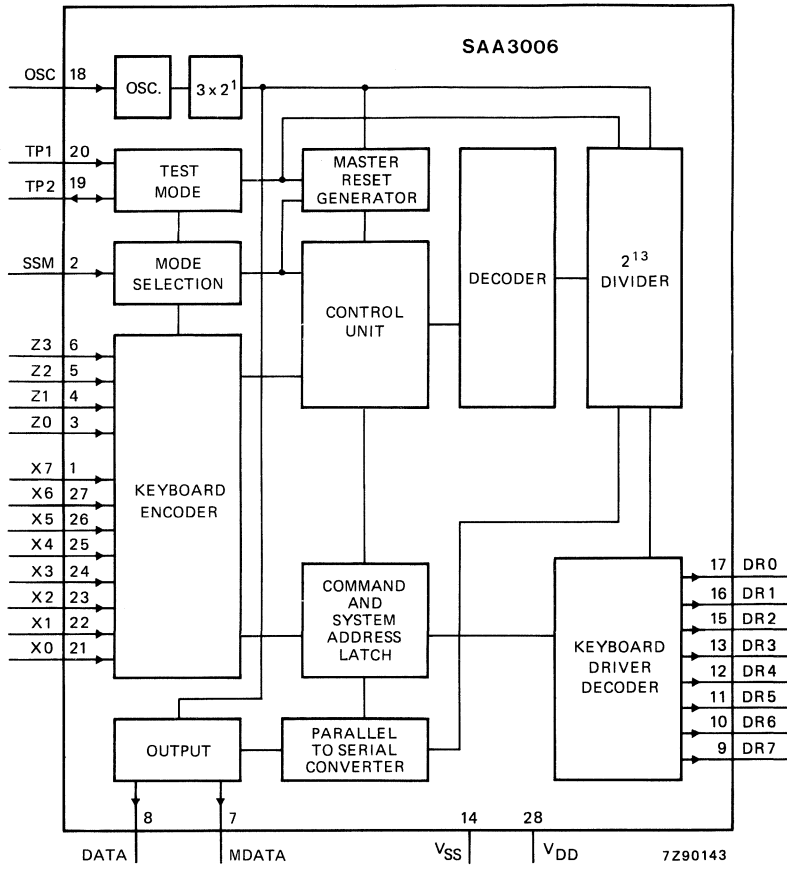 SAA3006
OSC 18
OSC.
3 x 2¹
TP1 20
TP2 19
TEST
MODE
MASTER
RESET
GENERATOR
SSM 2
MODE
SELECTION
CONTROL
UNIT
DECODER
2¹³
DIVIDER
Z3 6
Z2 5
Z1 4
Z0 3
X7 1
X6 27
X5 26
X4 25
X3 24
X2 23
X1 22
X0 21
KEYBOARD
ENCODER
COMMAND
AND
SYSTEM
ADDRESS
LATCH
KEYBOARD
DRIVER
DECODER
17 DR0
16 DR1
15 DR2
13 DR3
12 DR4
11 DR5
10 DR6
9 DR7
OUTPUT
PARALLEL
TO SERIAL
CONVERTER
8
7
14
28
DATA
MDATA
VSS
VDD
7Z90143